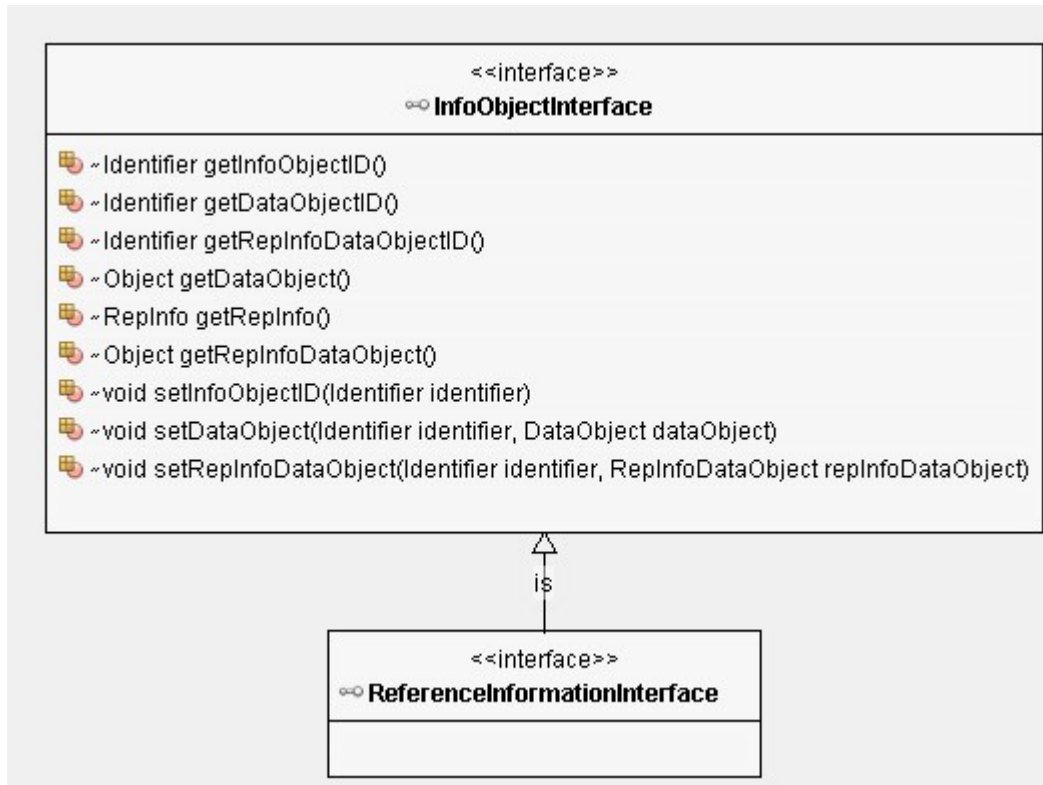 <<interface>>
InfoObjectInterface
~Identifier getInfoObjectID()
~Identifier getDataObjectID()
~Identifier getRepInfoDataObjectID()
~Object getDataObject()
~RepInfo getRepInfo()
~Object getRepInfoDataObject()
~void setInfoObjectID(Identifier identifier)
~void setDataObject(Identifier identifier, DataObject dataObject)
~void setRepInfoDataObject(Identifier identifier, RepInfoDataObject repInfoDataObject)
is
<<interface>>
ReferenceInformationInterface